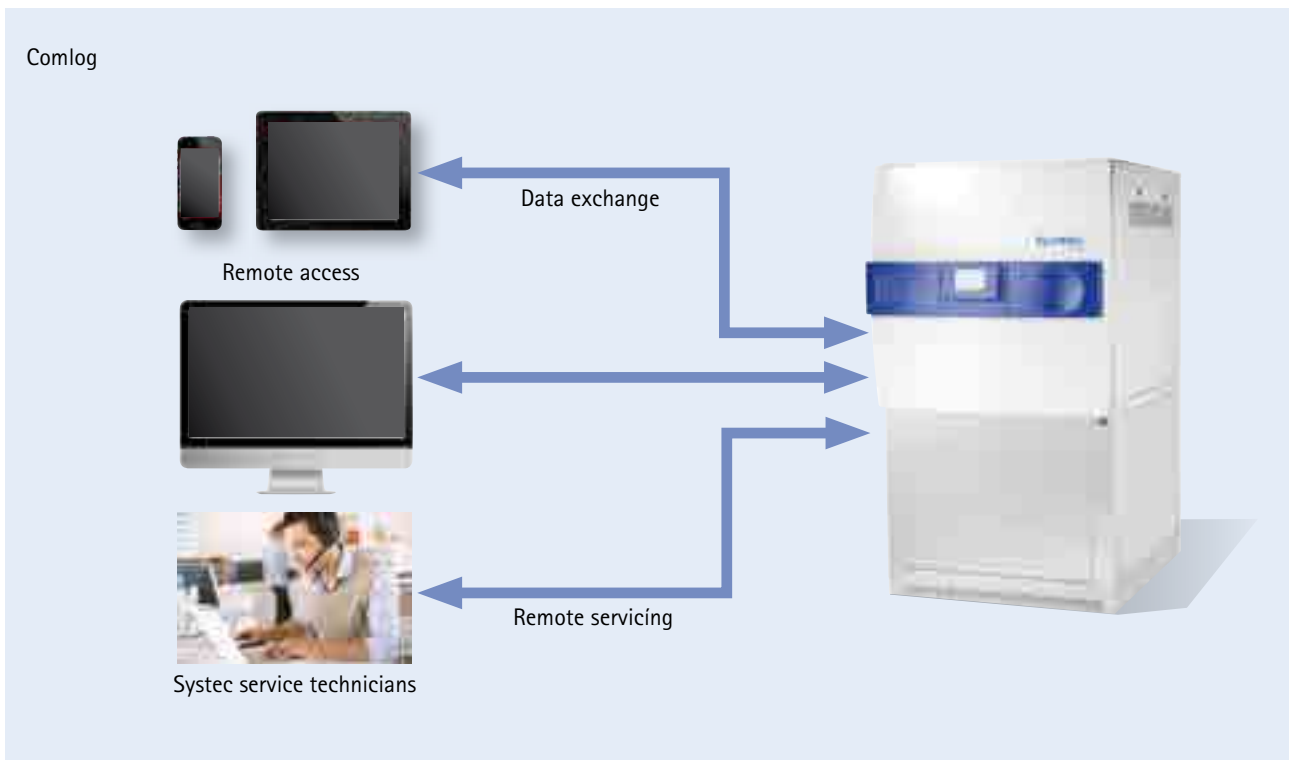 Comlog
Data exchange
Remote access
Remote servicing
Systec service technicians